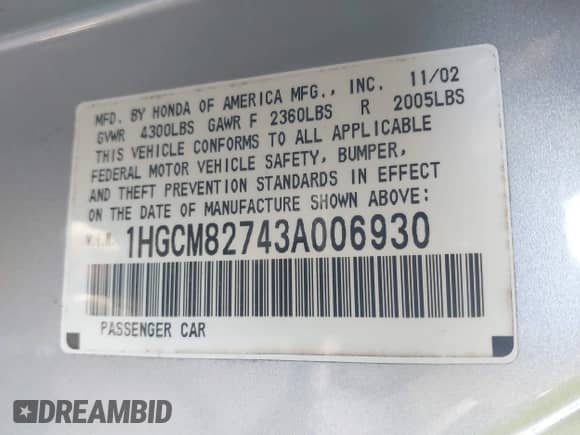 MFD. BY HONDA OF AMERICA MFG., INC. 11/02
GVWR 4300LBS GAWR F 2360LBS R 2005LBS
THIS VEHICLE CONFORMS TO ALL APPLICABLE
FEDERAL MOTOR VEHICLE SAFETY, BUMPER,
AND THEFT PREVENTION STANDARDS IN EFFECT
ON THE DATE OF MANUFACTURE SHOWN ABOVE:
V.I.N. 1HGCM82743A006930
PASSENGER CAR
DREAMBID